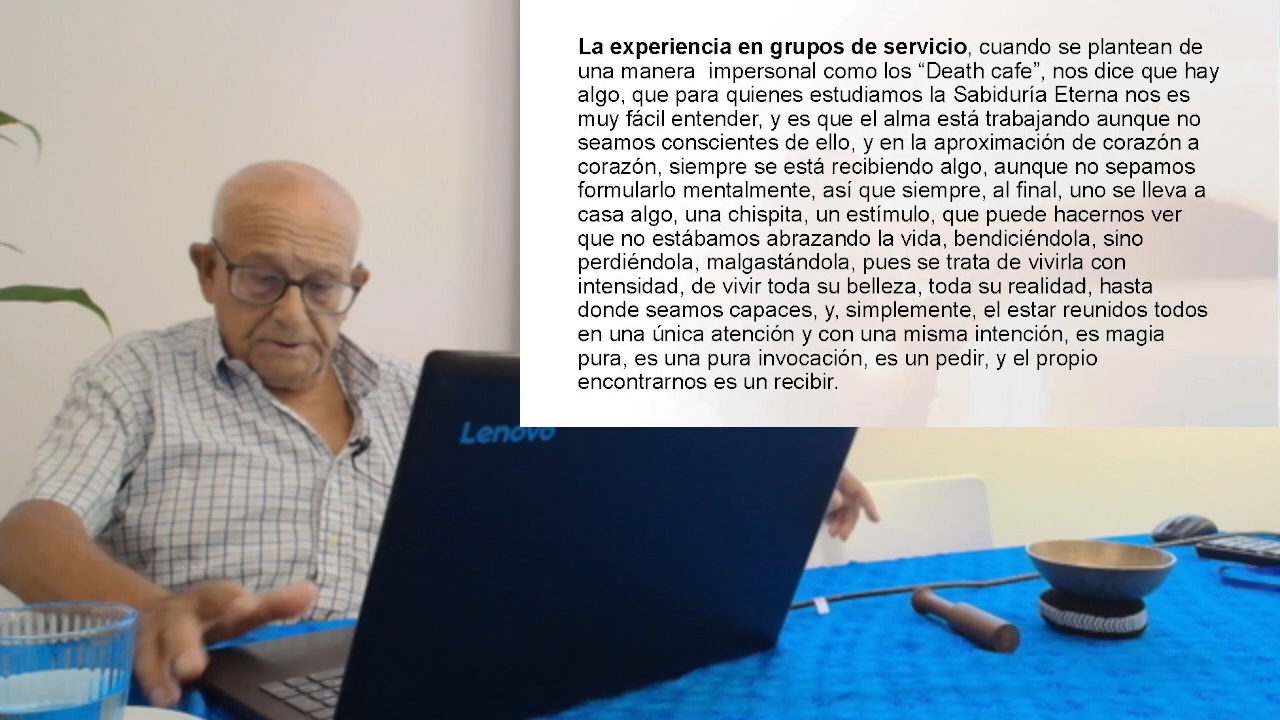 La experiencia en grupos de servicio, cuando se plantean de
una manera  impersonal como los “Death cafe”, nos dice que hay
algo, que para quienes estudiamos la Sabiduría Eterna nos es
muy fácil entender, y es que el alma está trabajando aunque no
seamos conscientes de ello, y en la aproximación de corazón a
corazón, siempre se está recibiendo algo, aunque no sepamos
formularlo mentalmente, así que siempre, al final, uno se lleva a
casa algo, una chispita, un estímulo, que puede hacernos ver
que no estábamos abrazando la vida, bendiciéndola, sino
perdiéndola, malgastándola, pues se trata de vivirla con
intensidad, de vivir toda su belleza, toda su realidad, hasta
donde seamos capaces, y, simplemente, el estar reunidos todos
en una única atención y con una misma intención, es magia
pura, es una pura invocación, es un pedir, y el propio
encontrarnos es un recibir.
Lenovo